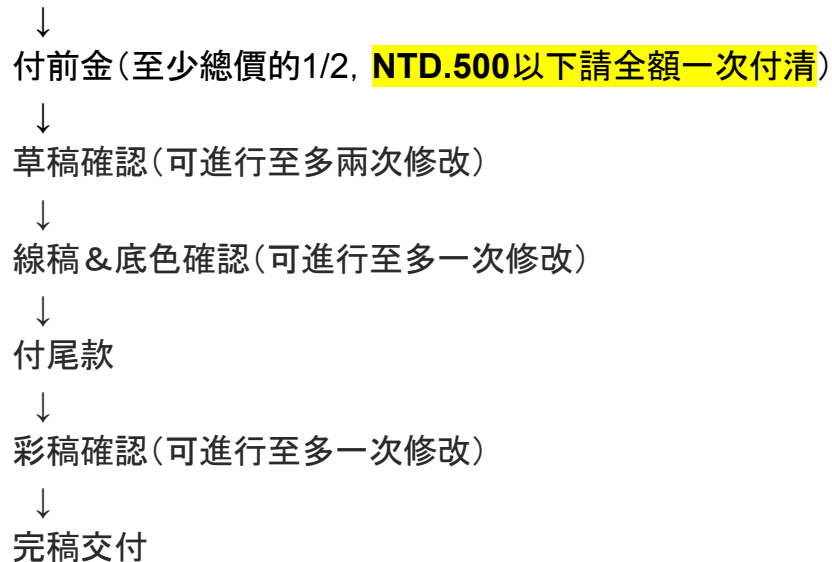 ↓
付前金（至少總價的1/2, NTD.500以下請全額一次付清）
↓
草稿確認（可進行至多兩次修改）
↓
線稿＆底色確認（可進行至多一次修改）
↓
付尾款
↓
彩稿確認（可進行至多一次修改）
↓
完稿交付